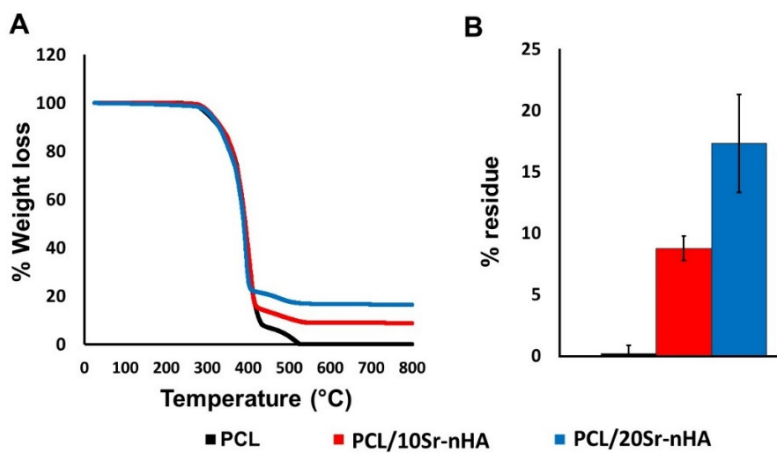 A
120
100
80
60
40
20
0
% Weight loss
0 100 200 300 400 500 600 700 800
Temperature (°C)
B
25
20
15
10
5
0
% residue
PCL PCL/10Sr-nHA PCL/20Sr-nHA